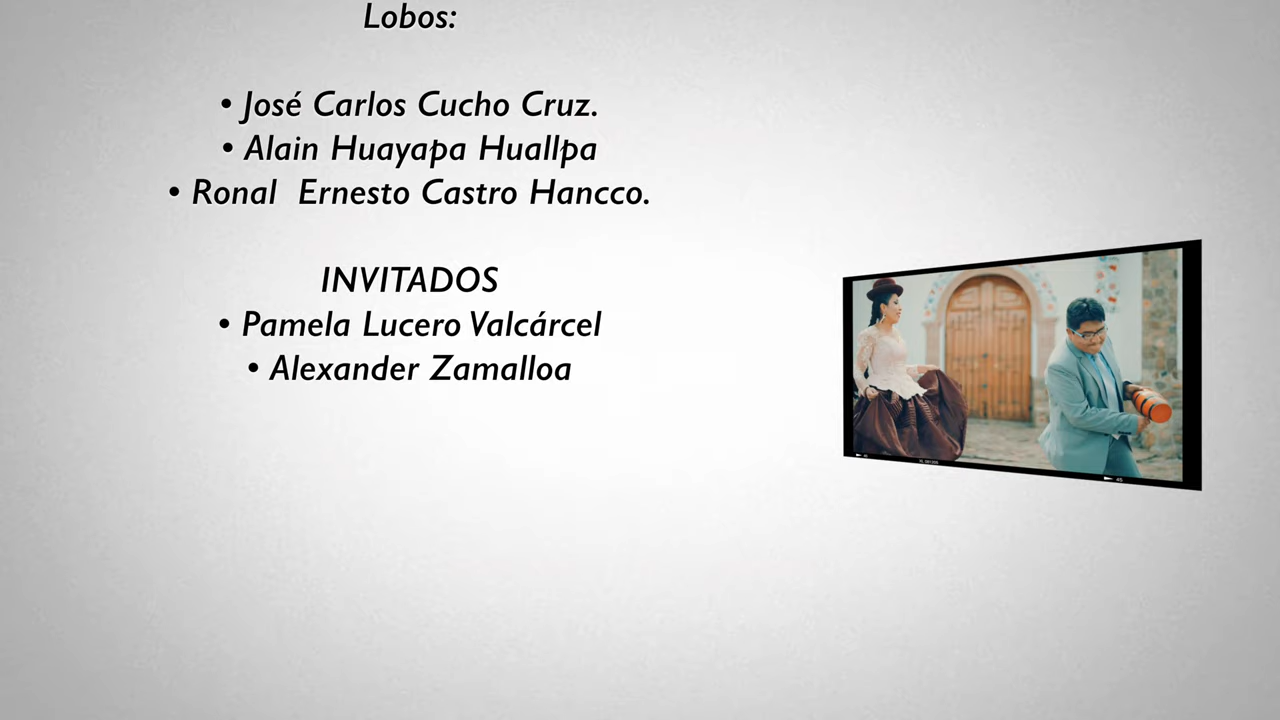 Lobos:
• José Carlos Cucho Cruz.
• Alain Huayapa Huallpa
• Ronal Ernesto Castro Hancco.
INVITADOS
• Pamela Lucero Valcárcel
• Alexander Zamalloa